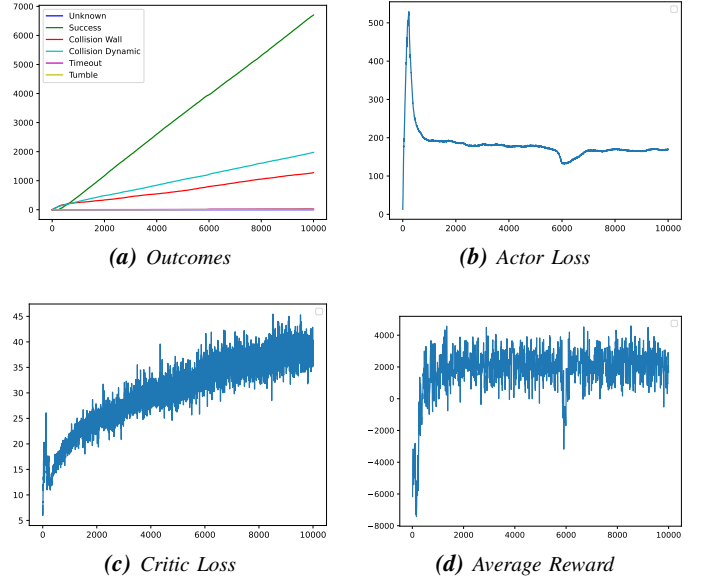 7000
6000
5000
4000
3000
2000
1000
0
Unknown
Success
Collision Wall
Collision Dynamic
Timeout
Tumble
0 2000 4000 6000 8000 10000
(a) Outcomes
500
400
300
200
100
0
0 2000 4000 6000 8000 10000
(b) Actor Loss
45
40
35
30
25
20
15
10
5
0 2000 4000 6000 8000 10000
(c) Critic Loss
4000
2000
0
−2000
−4000
−6000
−8000
0 2000 4000 6000 8000 10000
(d) Average Reward